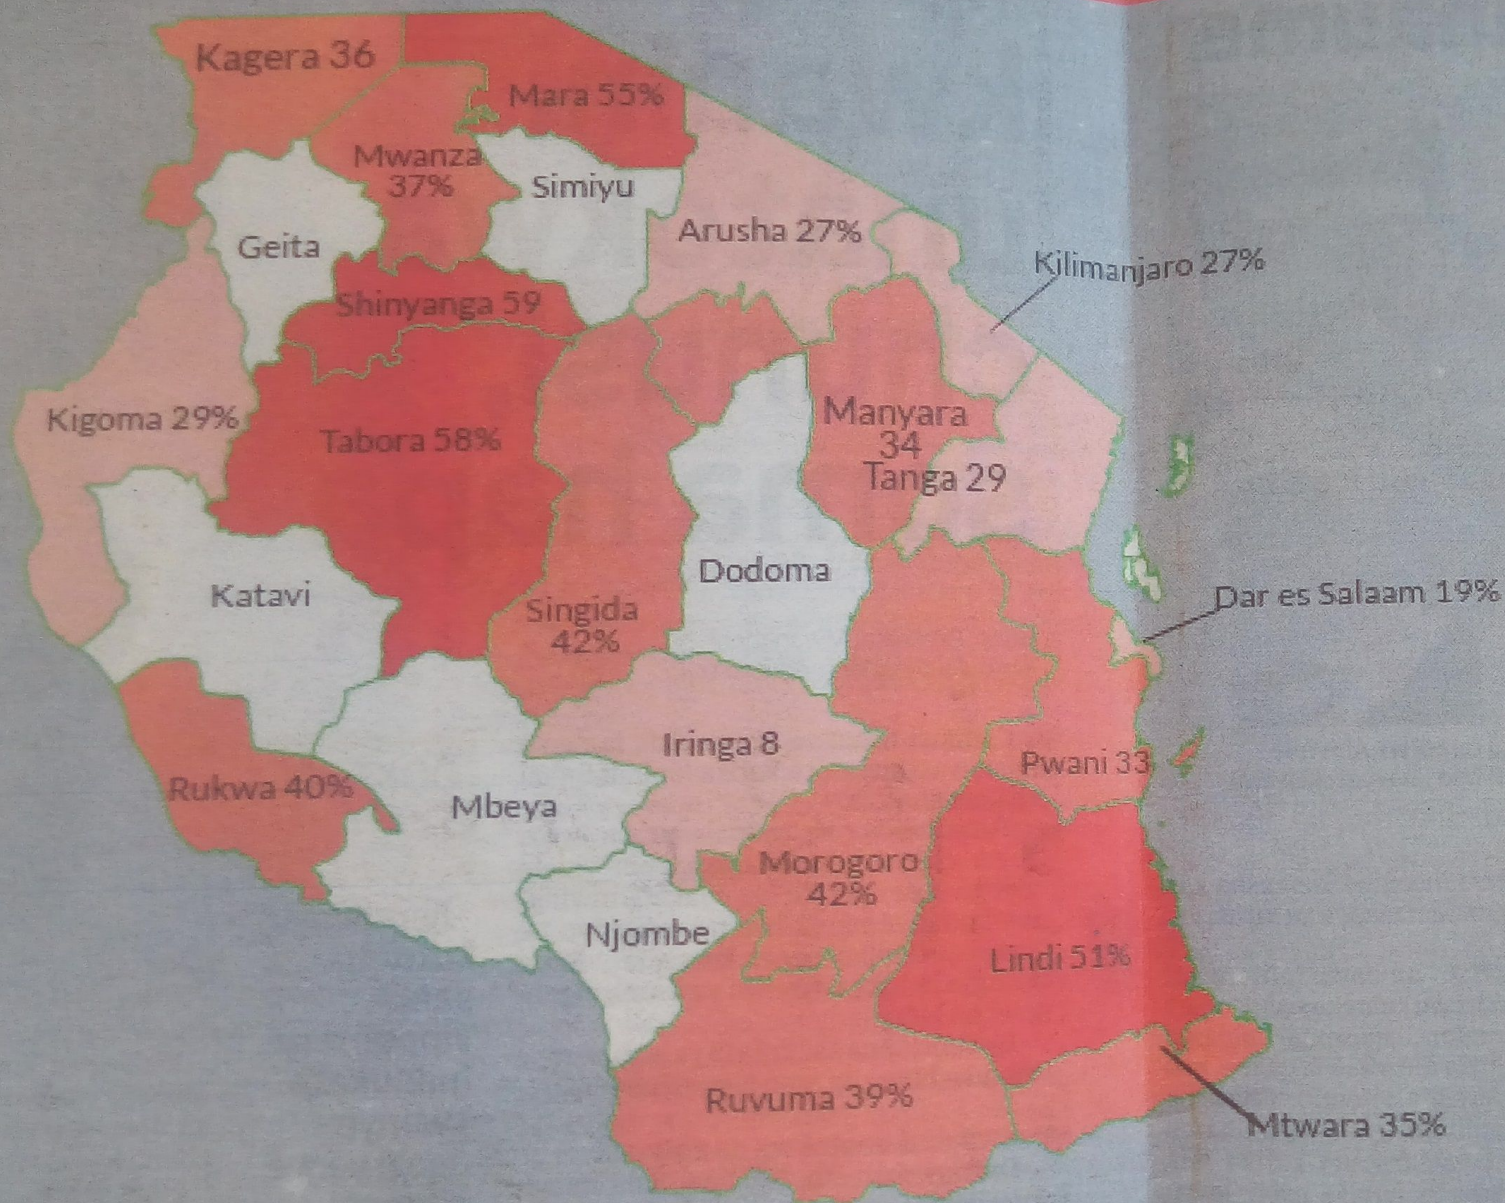 Kagera 36
Mara 55%
Mwanza
37%
Simiyu
Geita
Arusha 27%
Kilimanjaro 27%
Shinyanga 59
Kigoma 29%
Tabora 58%
Manyara
34
Tanga 29
Dodoma
Katavi
Singida
42%
Dar es Salaam 19%
Iringa 8
Pwani 33
Rukwa 40%
Mbeya
Morogoro
42%
Njombe
Lindi 51%
Ruvuma 39%
Mtwara 35%